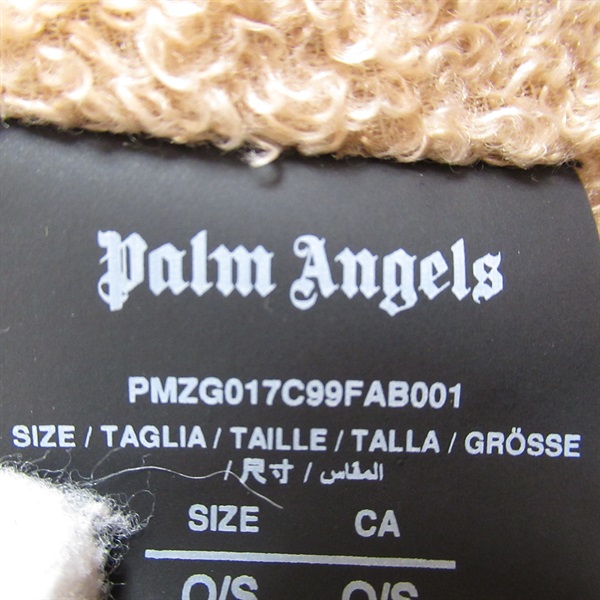 Palm Angels
PMZG017C99FAB001
SIZE / TAGLIA / TAILLE / TALLA / GRÖSSE
/ 尺寸 / المقاس
SIZE CA
O/S O/S